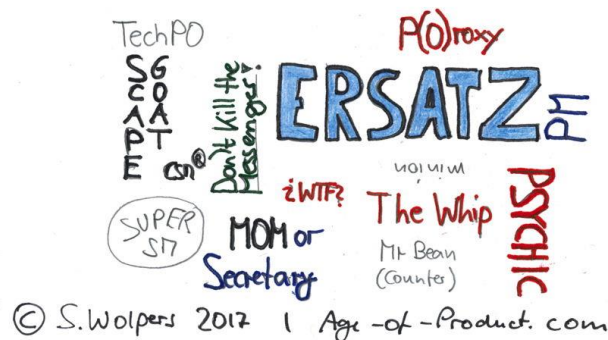 TechPO
P(O)roxy
SCAPE
GOAT
Don't Kill the
Messenger!
ERSATZ
PM
csn®
minion
¿WTF?
The Whip
PSYCHIC
SUPER
SM
MOM or
Secretary
Mr Bean
(Counter)
© S.Wolpers 2017 | Age-of-Product.com